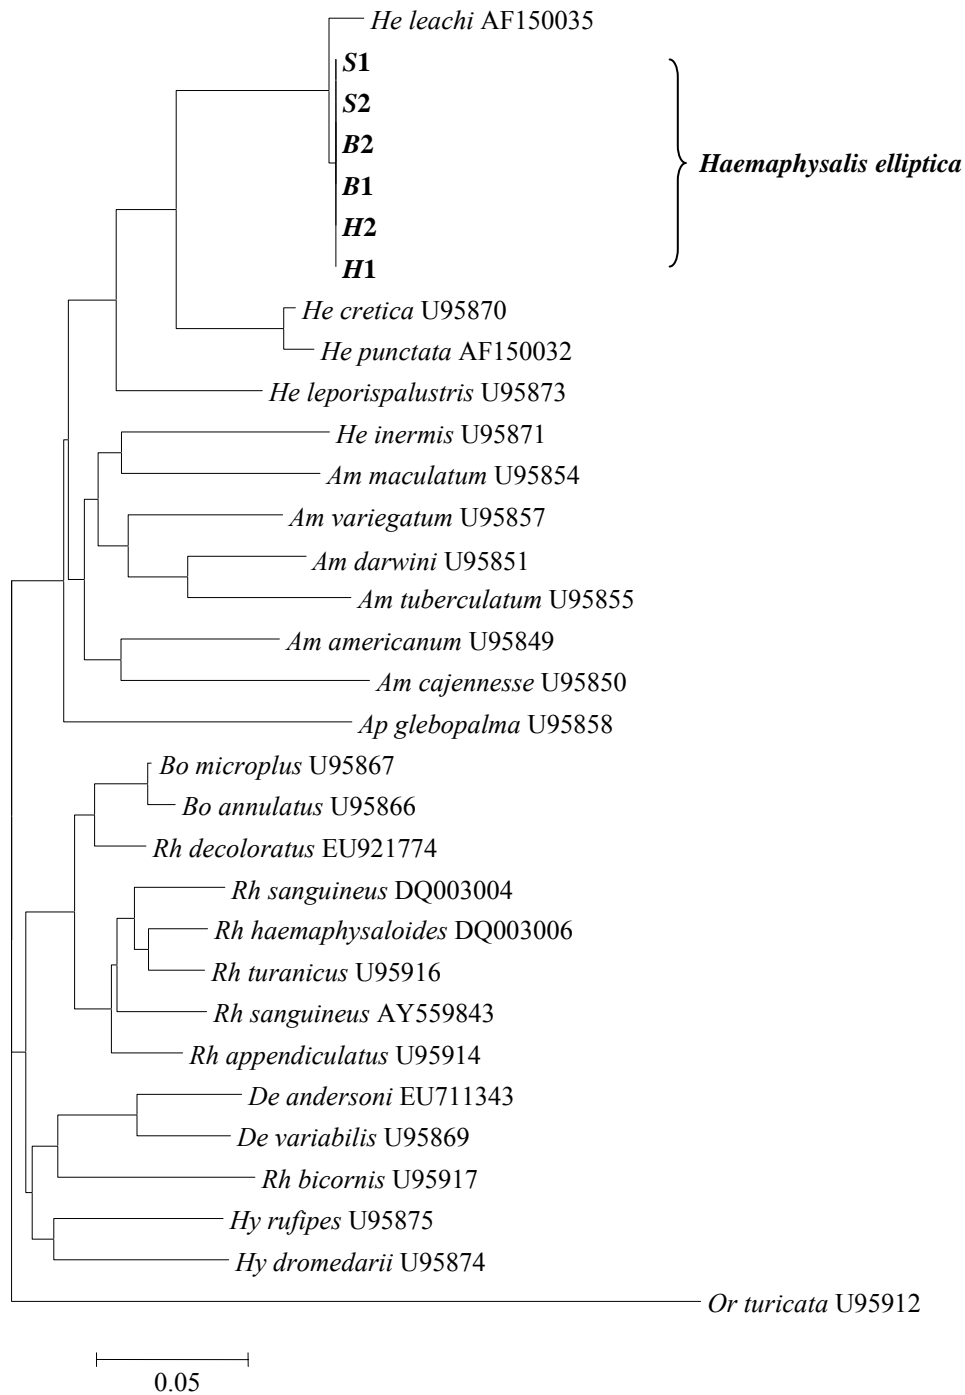 He leachi AF150035
S1
S2
B2
B1
H2
H1
Haemaphysalis elliptica
He cretica U95870
He punctata AF150032
He leporispalustris U95873
He inermis U95871
Am maculatum U95854
Am variegatum U95857
Am darwini U95851
Am tuberculatum U95855
Am americanum U95849
Am cajennesse U95850
Ap glebopalma U95858
Bo microplus U95867
Bo annulatus U95866
Rh decoloratus EU921774
Rh sanguineus DQ003004
Rh haemaphysaloides DQ003006
Rh turanicus U95916
Rh sanguineus AY559843
Rh appendiculatus U95914
De andersoni EU711343
De variabilis U95869
Rh bicornis U95917
Hy rufipes U95875
Hy dromedarii U95874
Or turicata U95912
0.05